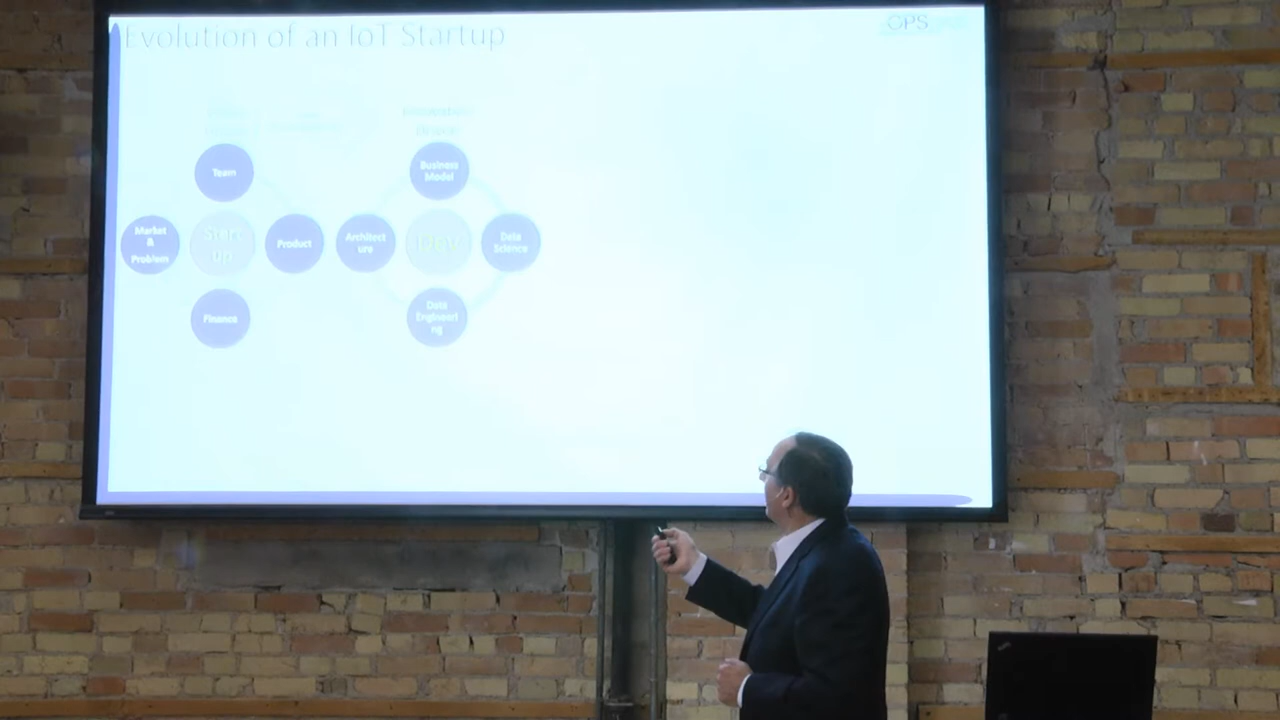 Evolution of an IoT Startup
OPS
Team
Business
Model
Market
&
Problem
Start
up
Product
Architect
ure
Dev
Data
Science
Finance
Data
Engineeri
ng